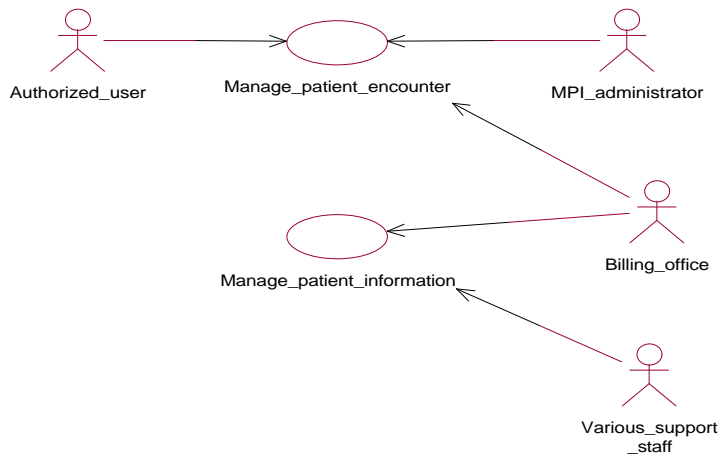 Authorized_user
Manage_patient_encounter
MPI_administrator
Billing_office
Manage_patient_information
Various_support
_staff